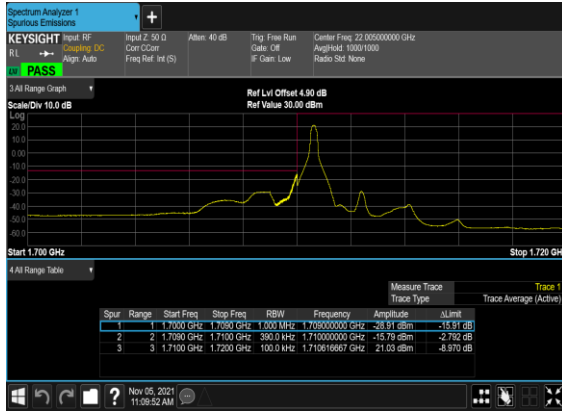 Spectrum Analyzer 1
Spurious Emissions
+
KEYSIGHT Input: RF Input Z: 50 Ω Atten: 40 dB Trig: Free Run Center Freq: 22.005000000 GHz
RL Coupling: DC Corr CCorr Gate: Off Avg|Hold: 1000/1000
Align: Auto Freq Ref: Int (S) IF Gain: Low Radio Std: None
PASS
3 All Range Graph Ref Lvl Offset 4.90 dB
Scale/Div 10.0 dB Ref Value 30.00 dBm
Log
20.0
10.0
0.00
-10.0
-20.0
-30.0
-40.0
-50.0
-60.0
Start 1.700 GHz Stop 1.720 GH
4 All Range Table
Measure Trace Trace 1
Trace Type Trace Average (Active)
Spur Range Start Freq Stop Freq RBW Frequency Amplitude ΔLimit
1 1 1.7000 GHz 1.7090 GHz 1.000 MHz 1.709000000 GHz -28.91 dBm -15.91 dB
2 2 1.7090 GHz 1.7100 GHz 390.0 kHz 1.710000000 GHz -15.79 dBm -2.792 dB
3 3 1.7100 GHz 1.7200 GHz 100.0 kHz 1.710616667 GHz 21.03 dBm -8.970 dB
? Nov 05, 2021
11:09:52 AM